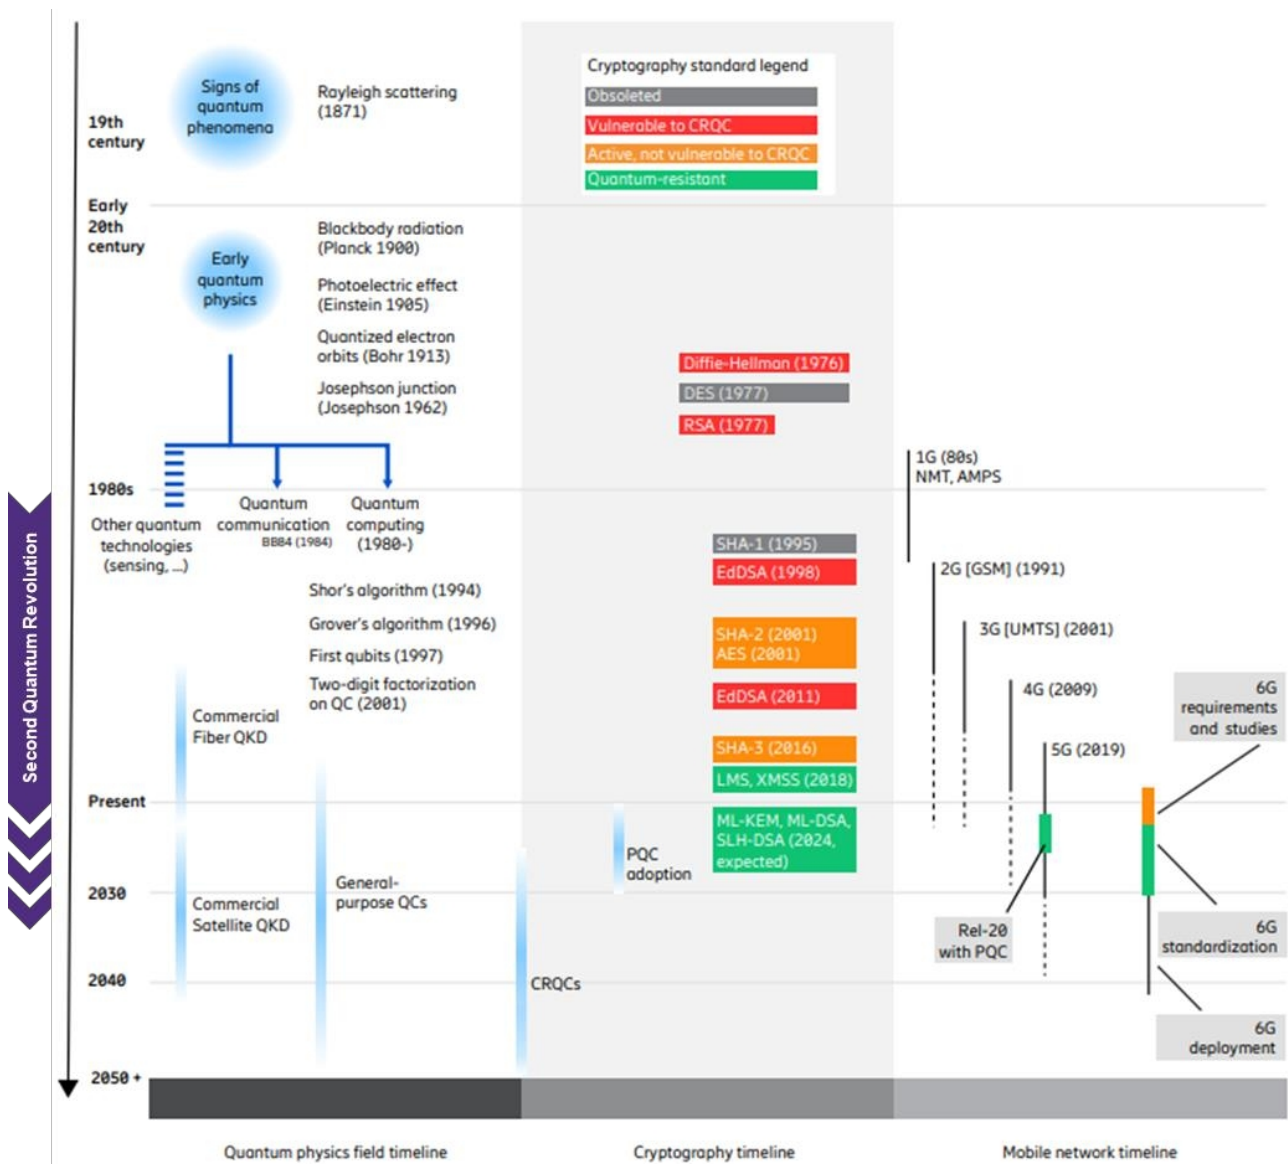 Second Quantum Revolution
19th
century
Early
20th
century
1980s
Present
2030
2040
2050 +
Signs of
quantum
phenomena
Rayleigh scattering
(1871)
Early
quantum
physics
Blackbody radiation
(Planck 1900)
Photoelectric effect
(Einstein 1905)
Quantized electron
orbits (Bohr 1913)
Josephson junction
(Josephson 1962)
Other quantum
technologies
(sensing, ...)
Quantum
communication
BB84 (1984)
Quantum
computing
(1980-)
Shor's algorithm (1994)
Grover's algorithm (1996)
First qubits (1997)
Two-digit factorization
on QC (2001)
Commercial
Fiber QKD
General-
purpose QCs
Commercial
Satellite QKD
CRQCs
Cryptography standard legend
Obsoleted
Vulnerable to CRQC
Active, not vulnerable to CRQC
Quantum-resistant
Diffie-Hellman (1976)
DES (1977)
RSA (1977)
SHA-1 (1995)
EdDSA (1998)
SHA-2 (2001)
AES (2001)
EdDSA (2011)
SHA-3 (2016)
LMS, XMSS (2018)
ML-KEM, ML-DSA,
SLH-DSA (2024,
expected)
PQC
adoption
1G (80s)
NMT, AMPS
2G [GSM] (1991)
3G [UMTS] (2001)
4G (2009)
5G (2019)
6G
requirements
and studies
Rel-20
with PQC
6G
standardization
6G
deployment
Quantum physics field timeline
Cryptography timeline
Mobile network timeline